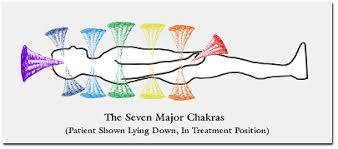 The Seven Major Chakras
(Patient Shown Lying Down, In Treatment Position)